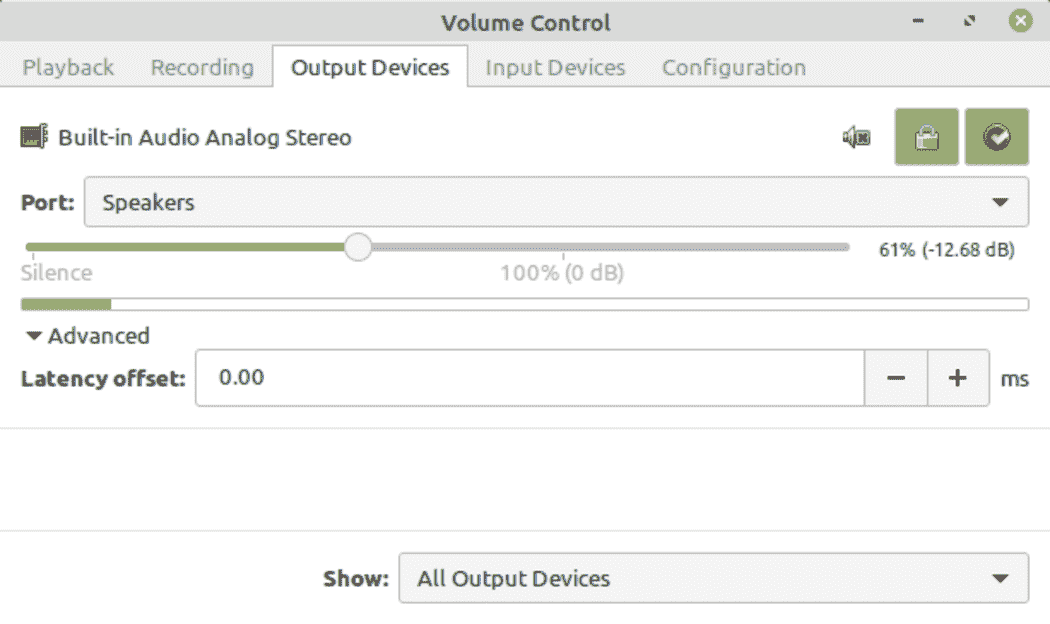 Volume Control
Playback Recording Output Devices Input Devices Configuration
Built-in Audio Analog Stereo
Port: Speakers
61% (-12.68 dB)
Silence 100% (0 dB)
Advanced
Latency offset: 0.00 ms
Show: All Output Devices